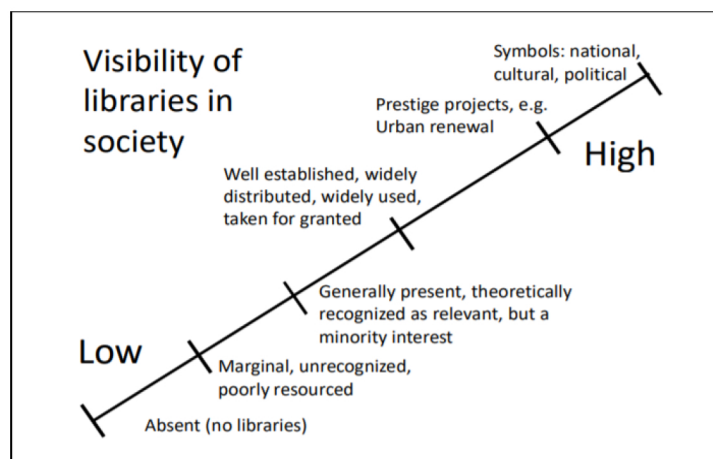 Visibility of
libraries in
society
Symbols: national,
cultural, political
Prestige projects, e.g.
Urban renewal
High
Well established, widely
distributed, widely used,
taken for granted
Generally present, theoretically
recognized as relevant, but a
minority interest
Low
Marginal, unrecognized,
poorly resourced
Absent (no libraries)